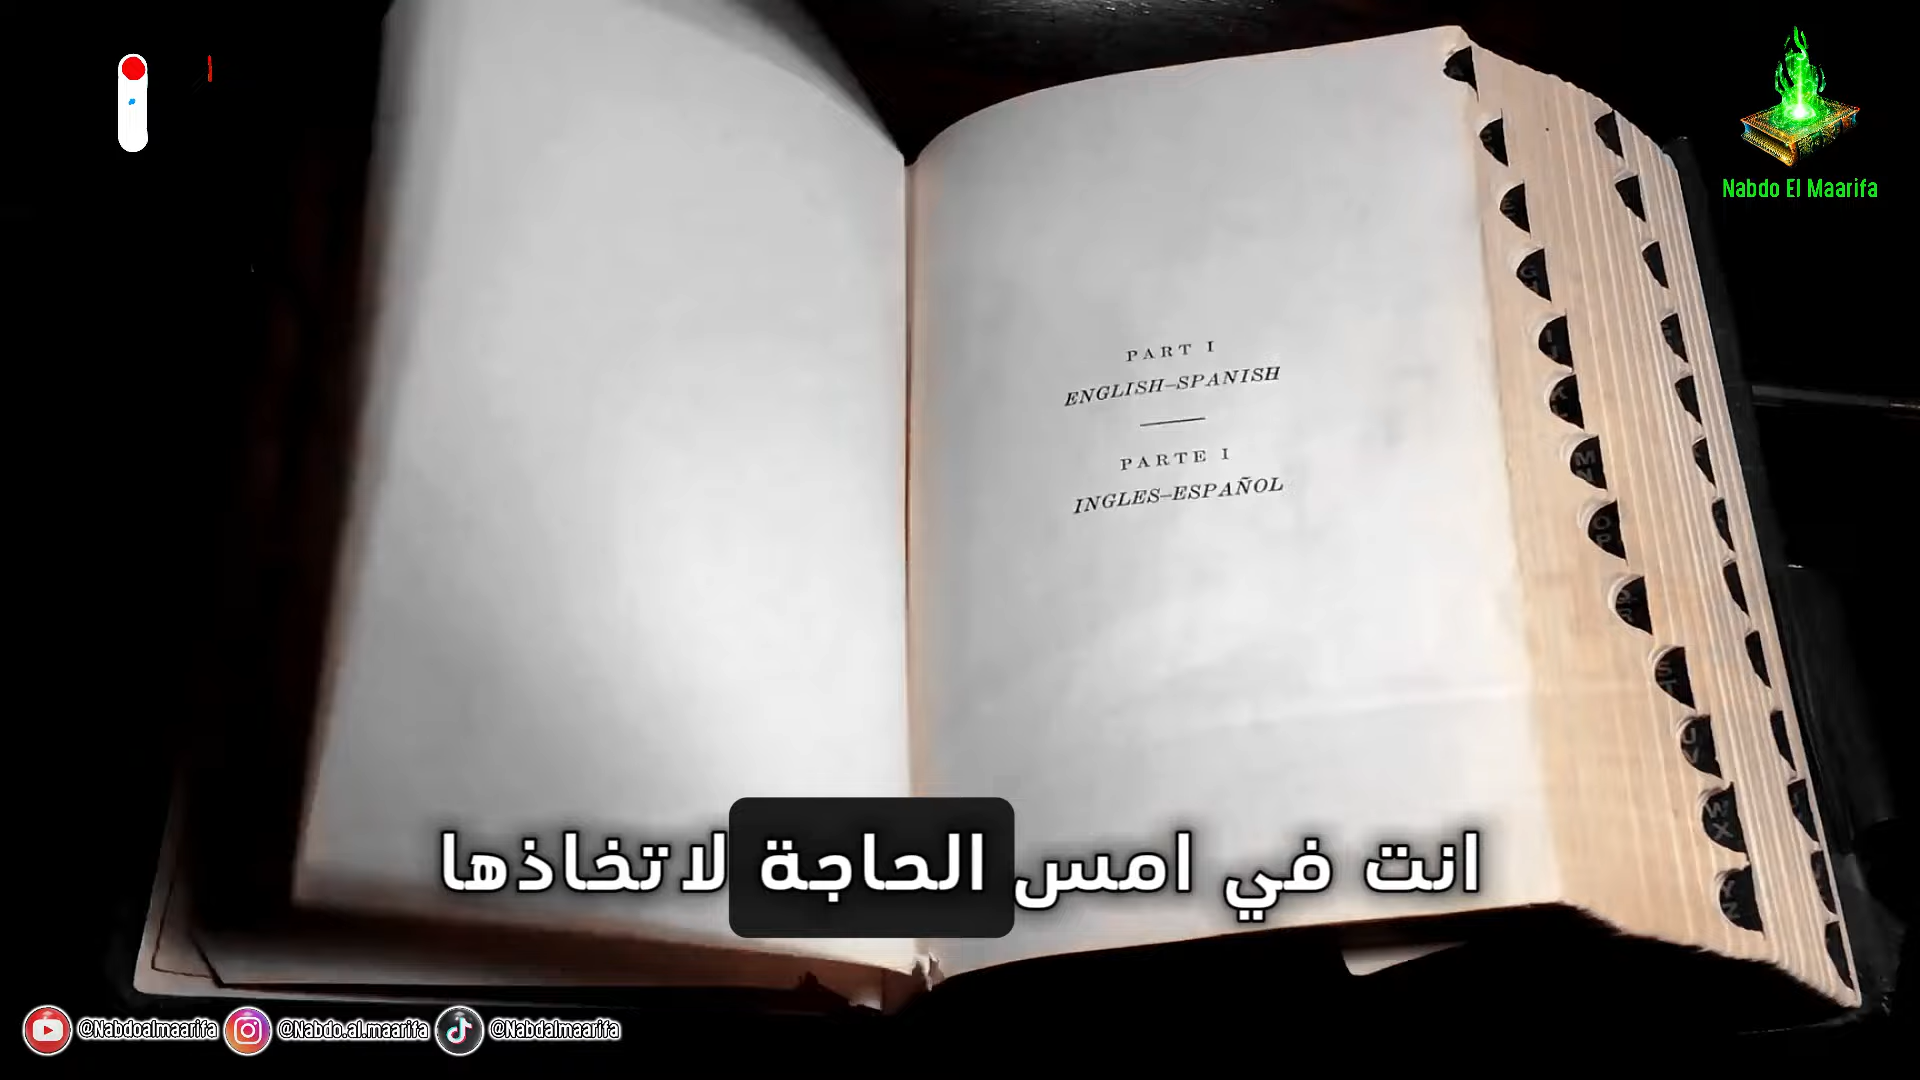 Nabdo El Maarifa
PART I
ENGLISH–SPANISH
PARTE I
INGLES–ESPAÑOL
G
M
N
O
P
S
T
U
V
W
X
Y
Z
انت في امس الحاجة لاتخاذها
@Nabdoalmaarifa @Nabdo.al.maarifa @Nabdalmaarifa